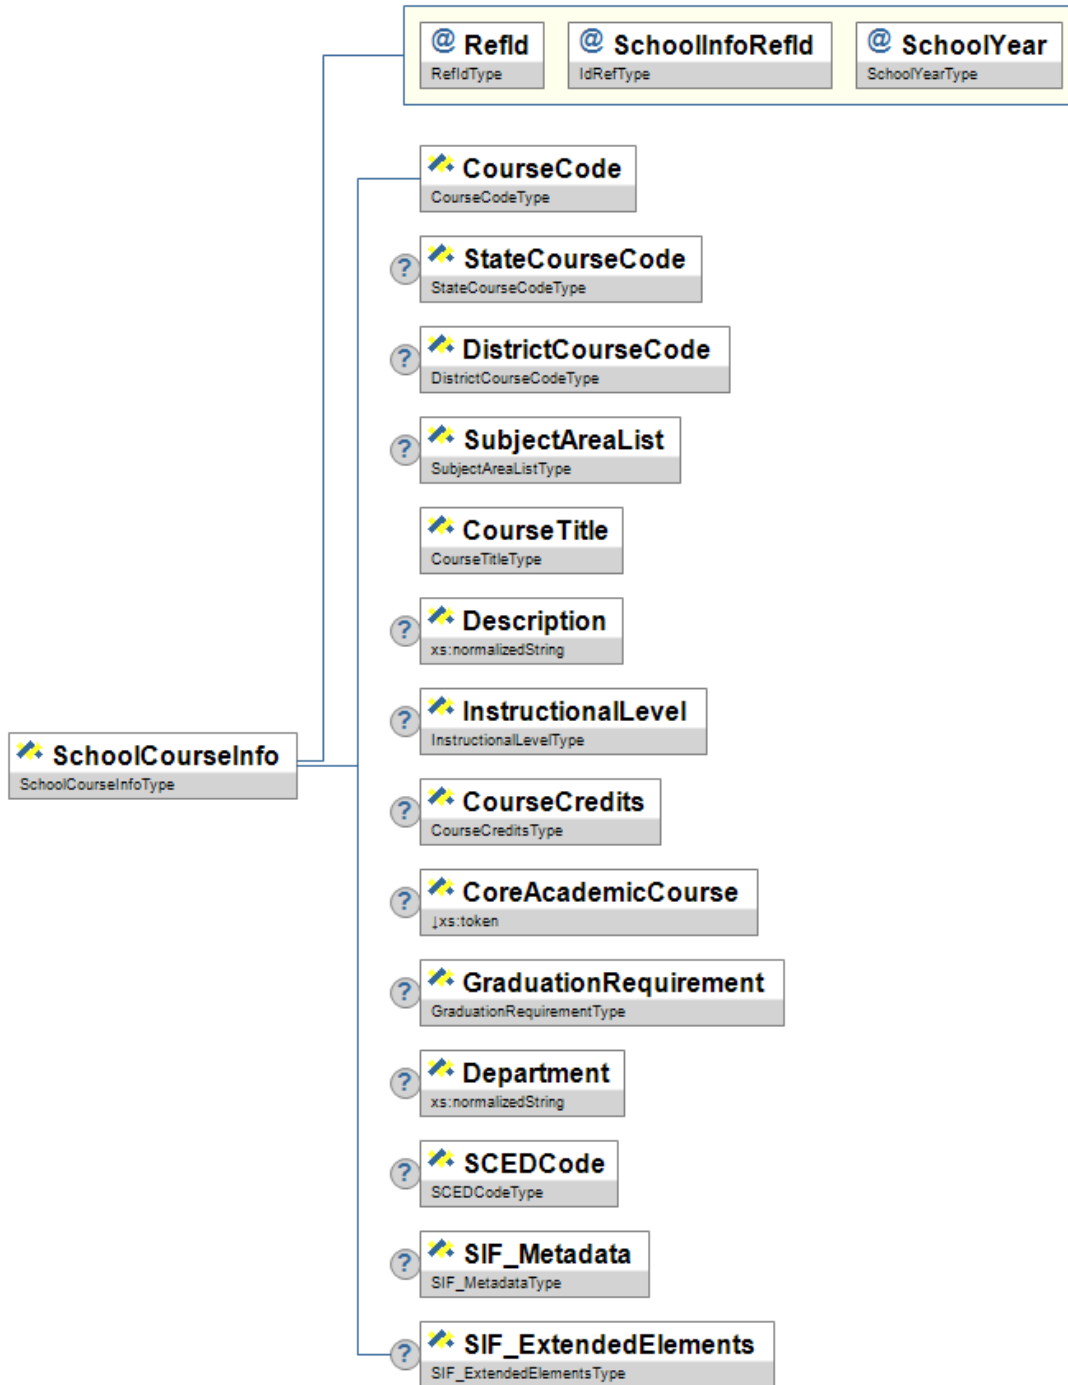 @ RefId
RefIdType
@ SchoolInfoRefId
IdRefType
@ SchoolYear
SchoolYearType
CourseCode
CourseCodeType
? StateCourseCode
StateCourseCodeType
? DistrictCourseCode
DistrictCourseCodeType
? SubjectAreaList
SubjectAreaListType
CourseTitle
CourseTitleType
? Description
xs:normalizedString
? InstructionalLevel
InstructionalLevelType
SchoolCourseInfo
SchoolCourseInfoType
? CourseCredits
CourseCreditsType
? CoreAcademicCourse
↓xs:token
? GraduationRequirement
GraduationRequirementType
? Department
xs:normalizedString
? SCEDCode
SCEDCodeType
? SIF_Metadata
SIF_MetadataType
? SIF_ExtendedElements
SIF_ExtendedElementsType